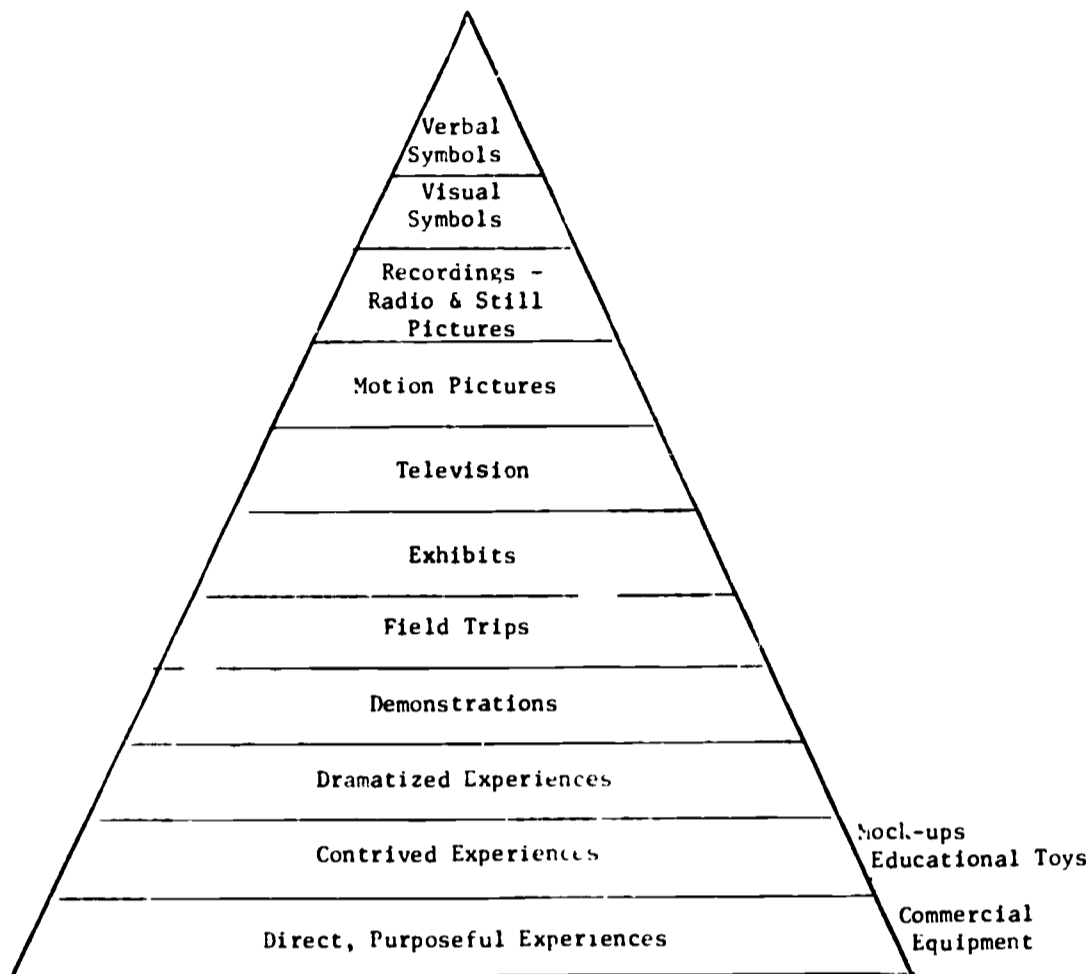 Verbal
Symbols
Visual
Symbols
Recordings -
Radio & Still
Pictures
Motion Pictures
Television
Exhibits
Field Trips
Demonstrations
Dramatized Experiences
Mock-ups
Contrived Experiences
Educational Toys
Commercial
Direct, Purposeful Experiences
Equipment